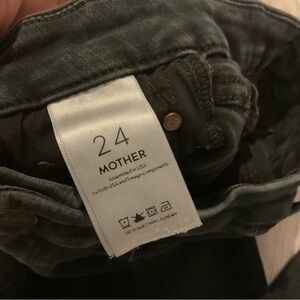 24
MOTHER
Assembled in USA
by both USA and foreign components
DO YOUR OWN LAUNDRY